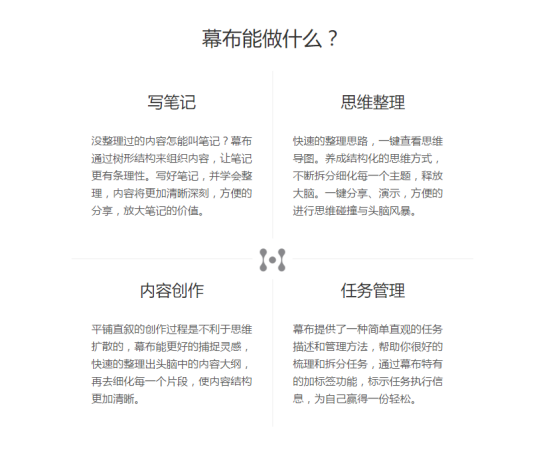 幕布能做什么？
写笔记
没整理过的内容怎能叫笔记？幕布
通过树形结构来组织内容，让笔记
更有条理性。写好笔记，并学会整
理，内容将更加清晰深刻，方便的
分享，放大笔记的价值。
思维整理
快速的整理思路，一键查看思维
导图。养成结构化的思维方式，
不断拆分细化每一个主题，释放
大脑。一键分享、演示，方便的
进行思维碰撞与头脑风暴。
内容创作
平铺直叙的创作过程是不利于思维
扩散的，幕布能更好的捕捉灵感，
快速的整理出头脑中的内容大纲，
再去细化每一个片段，使内容结构
更加清晰。
任务管理
幕布提供了一种简单直观的任务
描述和管理方法，帮助你很好的
梳理和拆分任务，通过幕布特有
的加标签功能，标示任务执行信
息，为自己赢得一份轻松。